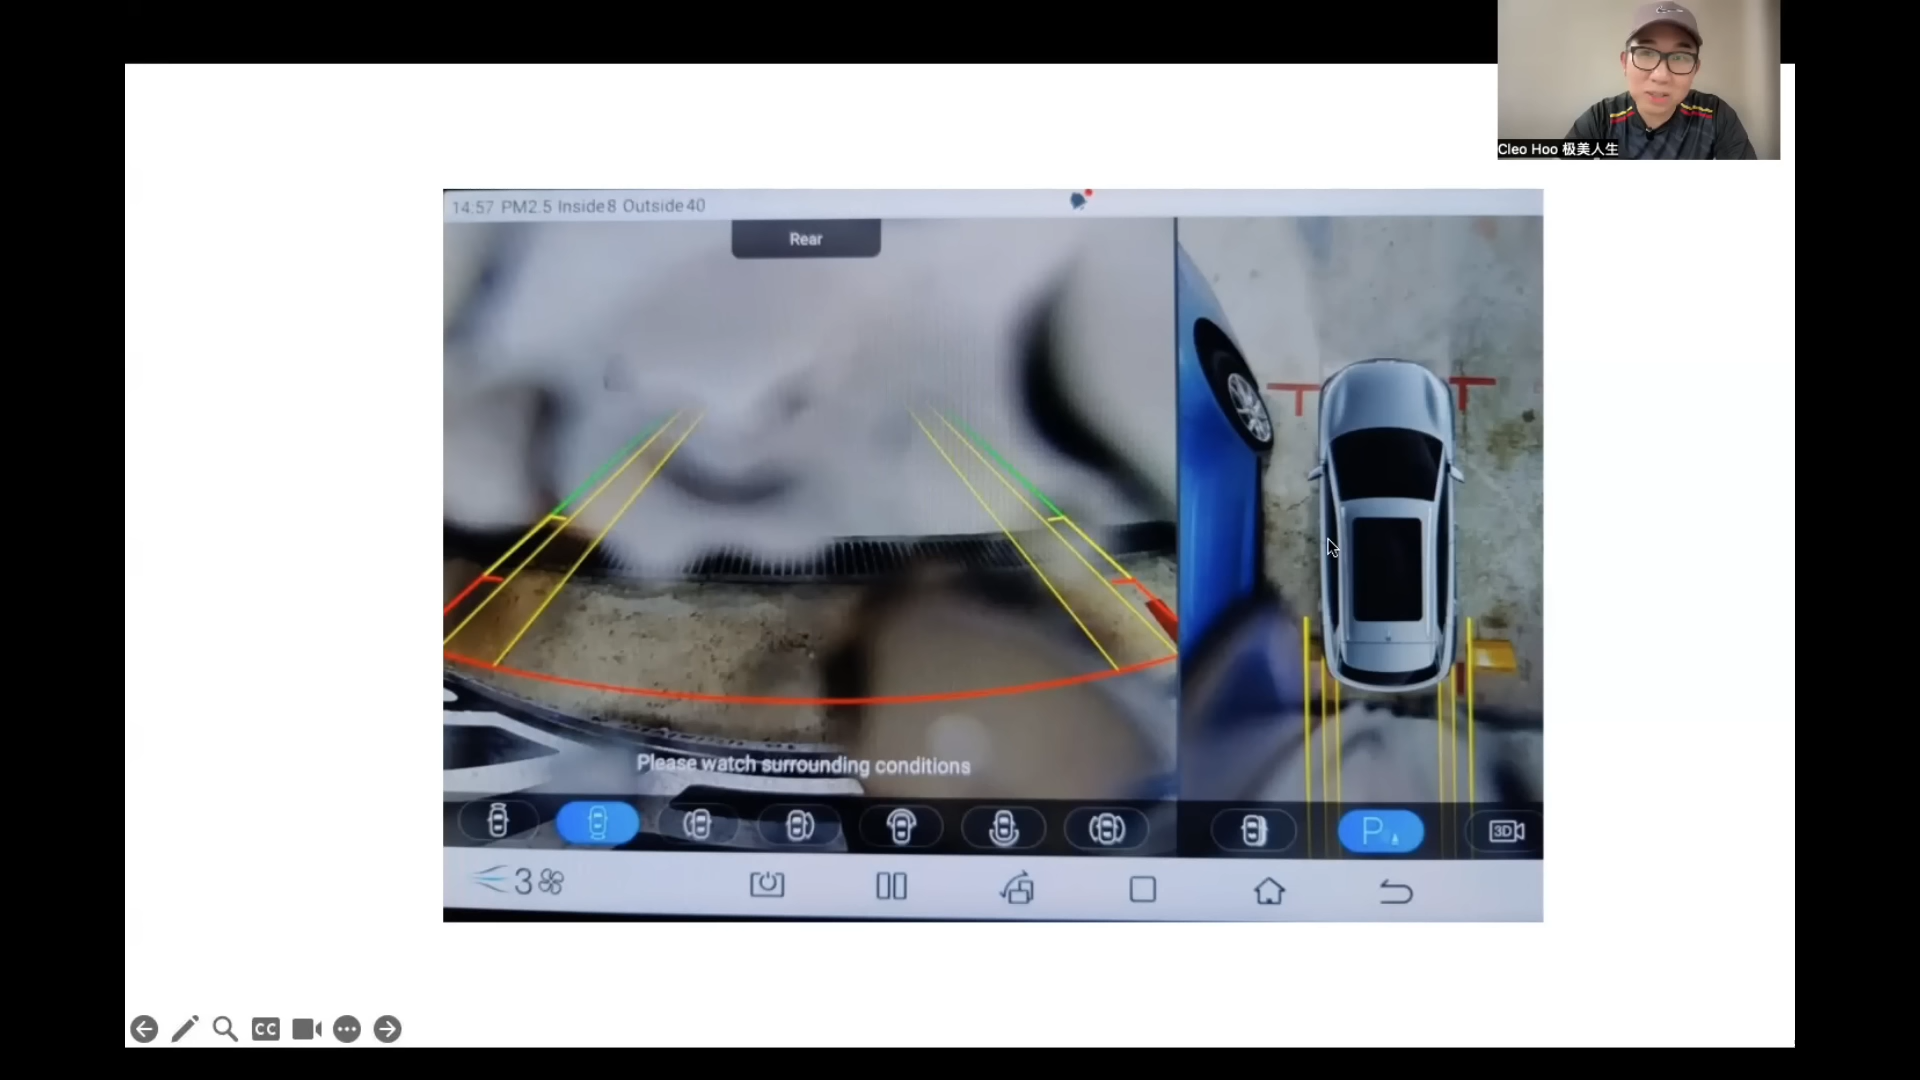 Cleo Hoo 极美人生
14:57 PM2.5 Inside8 Outside40
Rear
Please watch surrounding conditions
P
3D
3
CC